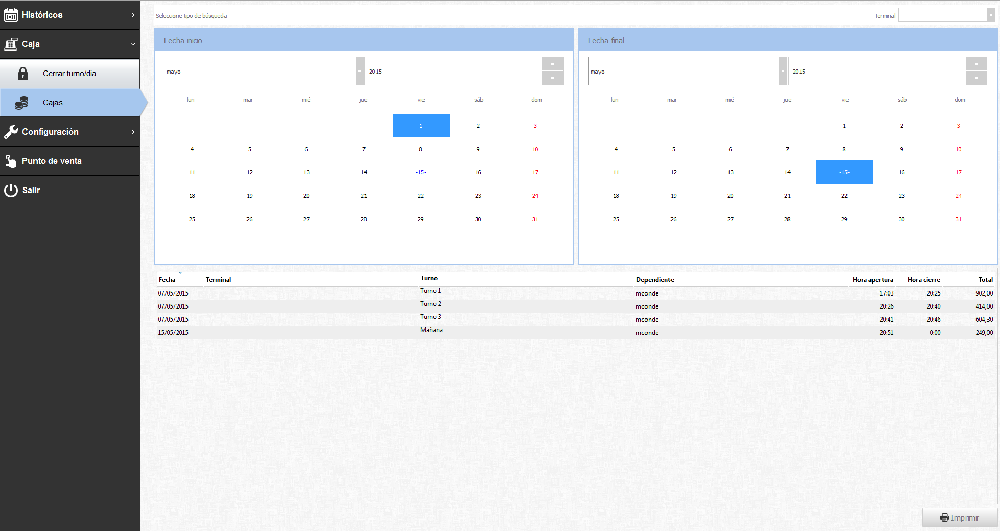 Históricos
Caja
Cerrar turno/dia
Cajas
Configuración
Punto de venta
Salir
Seleccione tipo de búsqueda
Terminal
Fecha inicio
mayo 2015
lun mar mié jue vie sáb dom
1 2 3
4 5 6 7 8 9 10
11 12 13 14 -15- 16 17
18 19 20 21 22 23 24
25 26 27 28 29 30 31
Fecha final
mayo 2015
lun mar mié jue vie sáb dom
1 2 3
4 5 6 7 8 9 10
11 12 13 14 -15- 16 17
18 19 20 21 22 23 24
25 26 27 28 29 30 31
Fecha Terminal Turno Dependiente Hora apertura Hora cierre Total
07/05/2015 Turno 1 mconde 17:03 20:25 902,00
07/05/2015 Turno 2 mconde 20:26 20:40 414,00
07/05/2015 Turno 3 mconde 20:41 20:46 604,30
15/05/2015 Mañana mconde 20:51 0:00 249,00
Imprimir